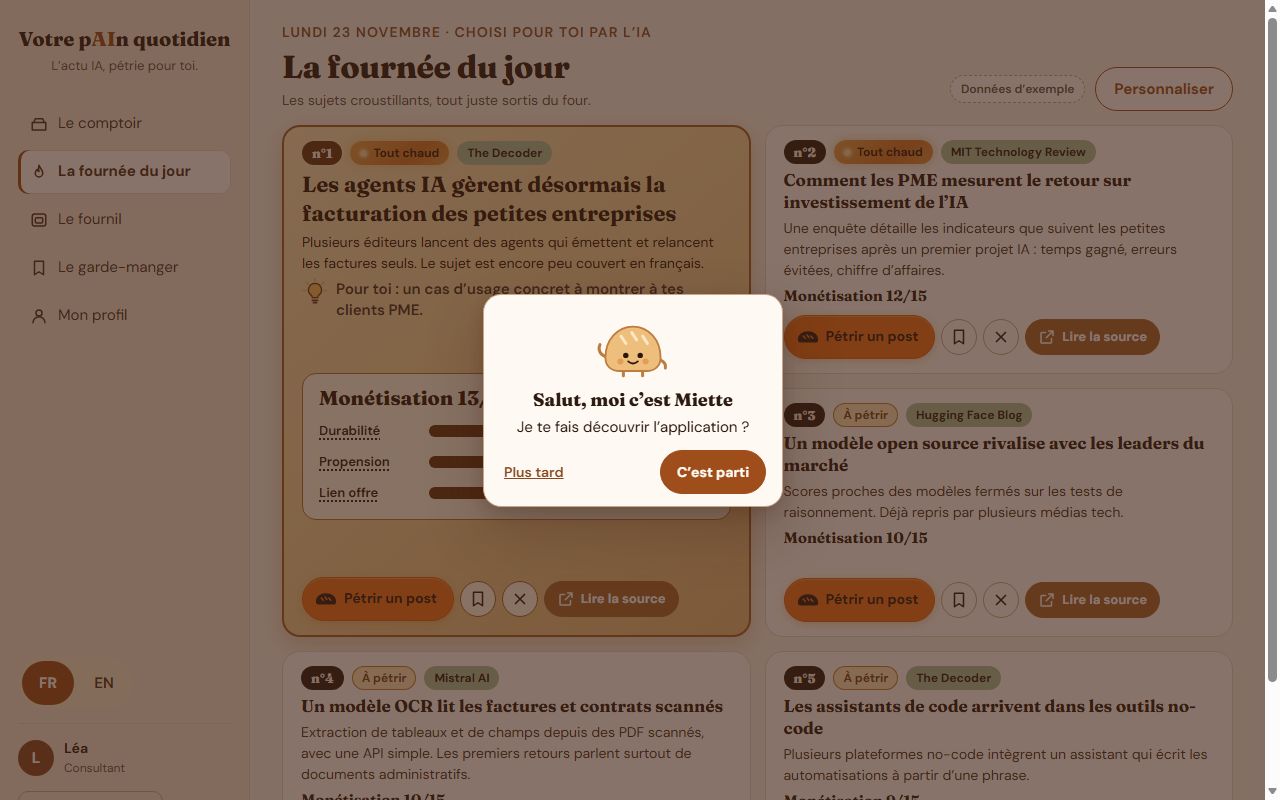 Votre pAIn quotidien
L'actu IA, pétrie pour toi.
Le comptoir
La fournée du jour
Le fournil
Le garde-manger
Mon profil
FR
EN
L
Léa
Consultant
LUNDI 23 NOVEMBRE · CHOISI POUR TOI PAR L'IA
La fournée du jour
Les sujets croustillants, tout juste sortis du four.
Données d'exemple
Personnaliser
n°1
Tout chaud
The Decoder
Les agents IA gèrent désormais la
facturation des petites entreprises
Plusieurs éditeurs lancent des agents qui émettent et relancent
les factures seuls. Le sujet est encore peu couvert en français.
Pour toi : un cas d'usage concret à montrer à tes
clients PME.
Monétisation 13/
Durabilité
Propension
Lien offre
Pétrir un post
Lire la source
n°2
Tout chaud
MIT Technology Review
Comment les PME mesurent le retour sur
investissement de l'IA
Une enquête détaille les indicateurs que suivent les petites
entreprises après un premier projet IA : temps gagné, erreurs
évitées, chiffre d'affaires.
Monétisation 12/15
Pétrir un post
Lire la source
n°3
À pétrir
Hugging Face Blog
Un modèle open source rivalise avec les leaders du
marché
Scores proches des modèles fermés sur les tests de
raisonnement. Déjà repris par plusieurs médias tech.
Monétisation 10/15
Pétrir un post
Lire la source
Salut, moi c'est Miette
Je te fais découvrir l'application ?
Plus tard
C'est parti
n°4
À pétrir
Mistral AI
Un modèle OCR lit les factures et contrats scannés
Extraction de tableaux et de champs depuis des PDF scannés,
avec une API simple. Les premiers retours parlent surtout de
documents administratifs.
Monétisation 10/15
n°5
À pétrir
The Decoder
Les assistants de code arrivent dans les outils no-
code
Plusieurs plateformes no-code intègrent un assistant qui écrit les
automatisations à partir d'une phrase.
Monétisation 9/15